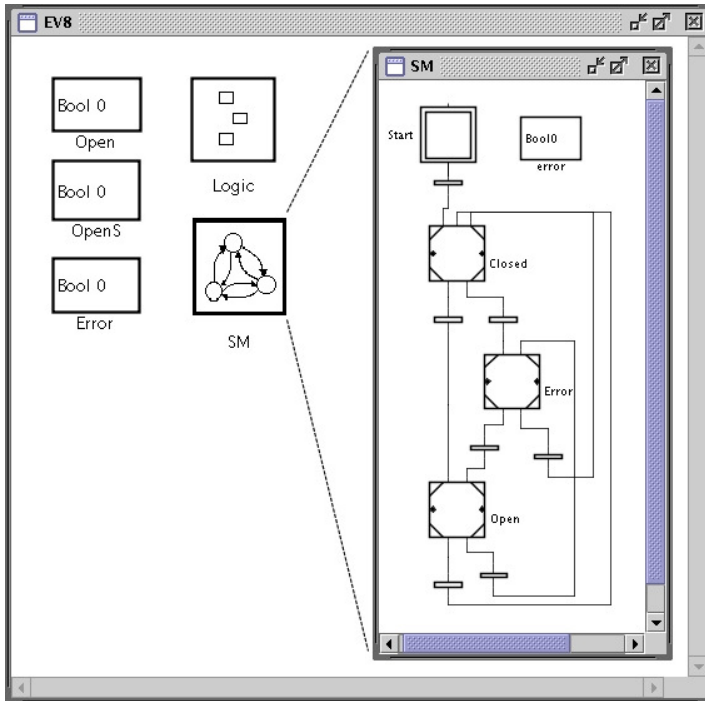 EV8
Bool 0
Open
Bool 0
OpenS
Bool 0
Error
Logic
SM
SM
Start
Bool0
error
Closed
Error
Open